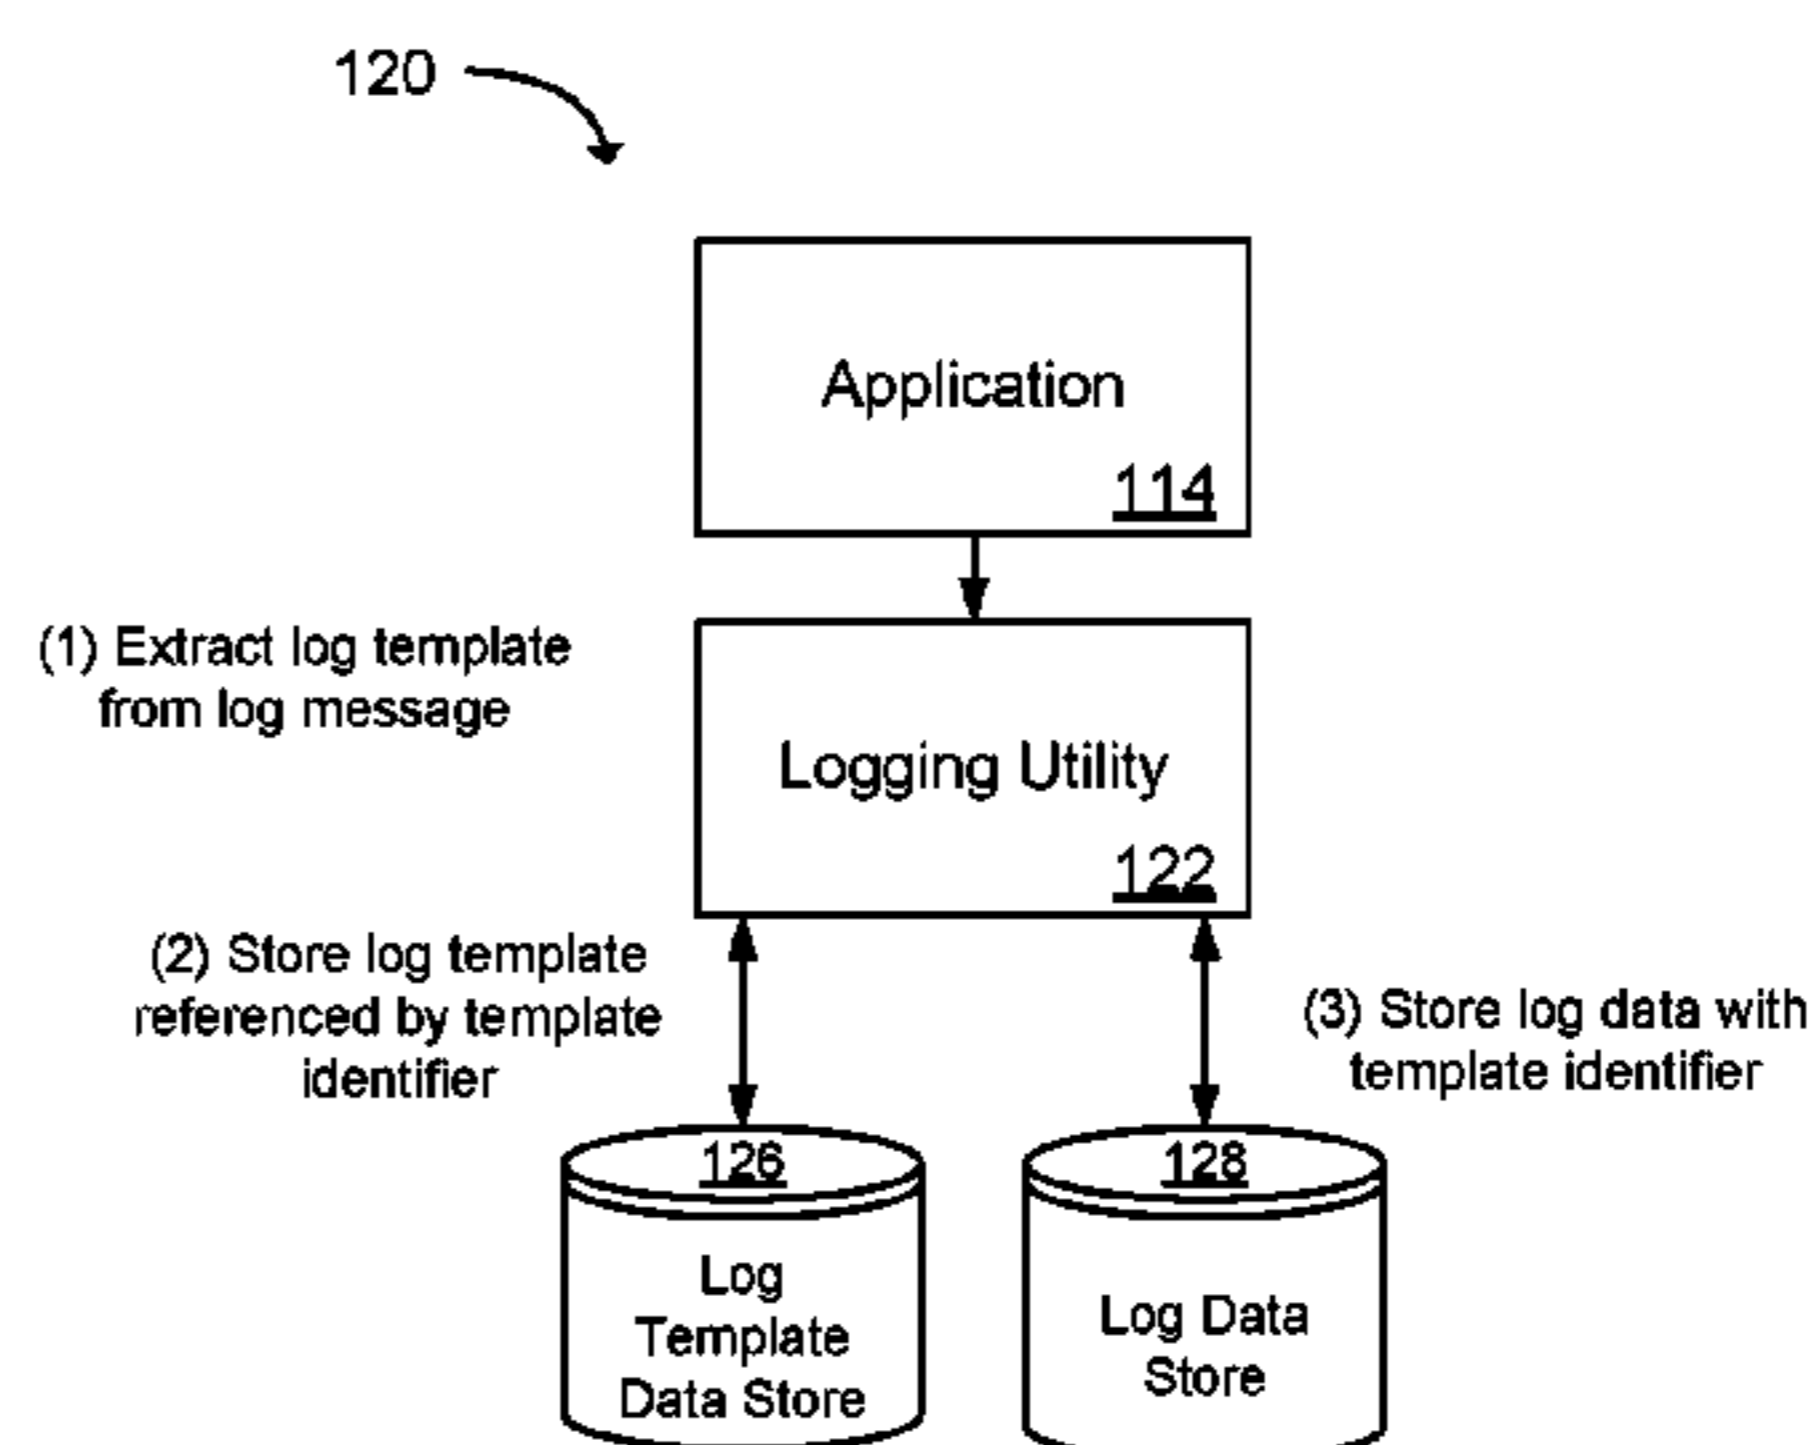 120
Application
114
(1) Extract log template
from log message
Logging Utility
122
(2) Store log template
referenced by template
identifier
(3) Store log data with
template identifier
126
Log
Template
Data Store
128
Log Data
Store